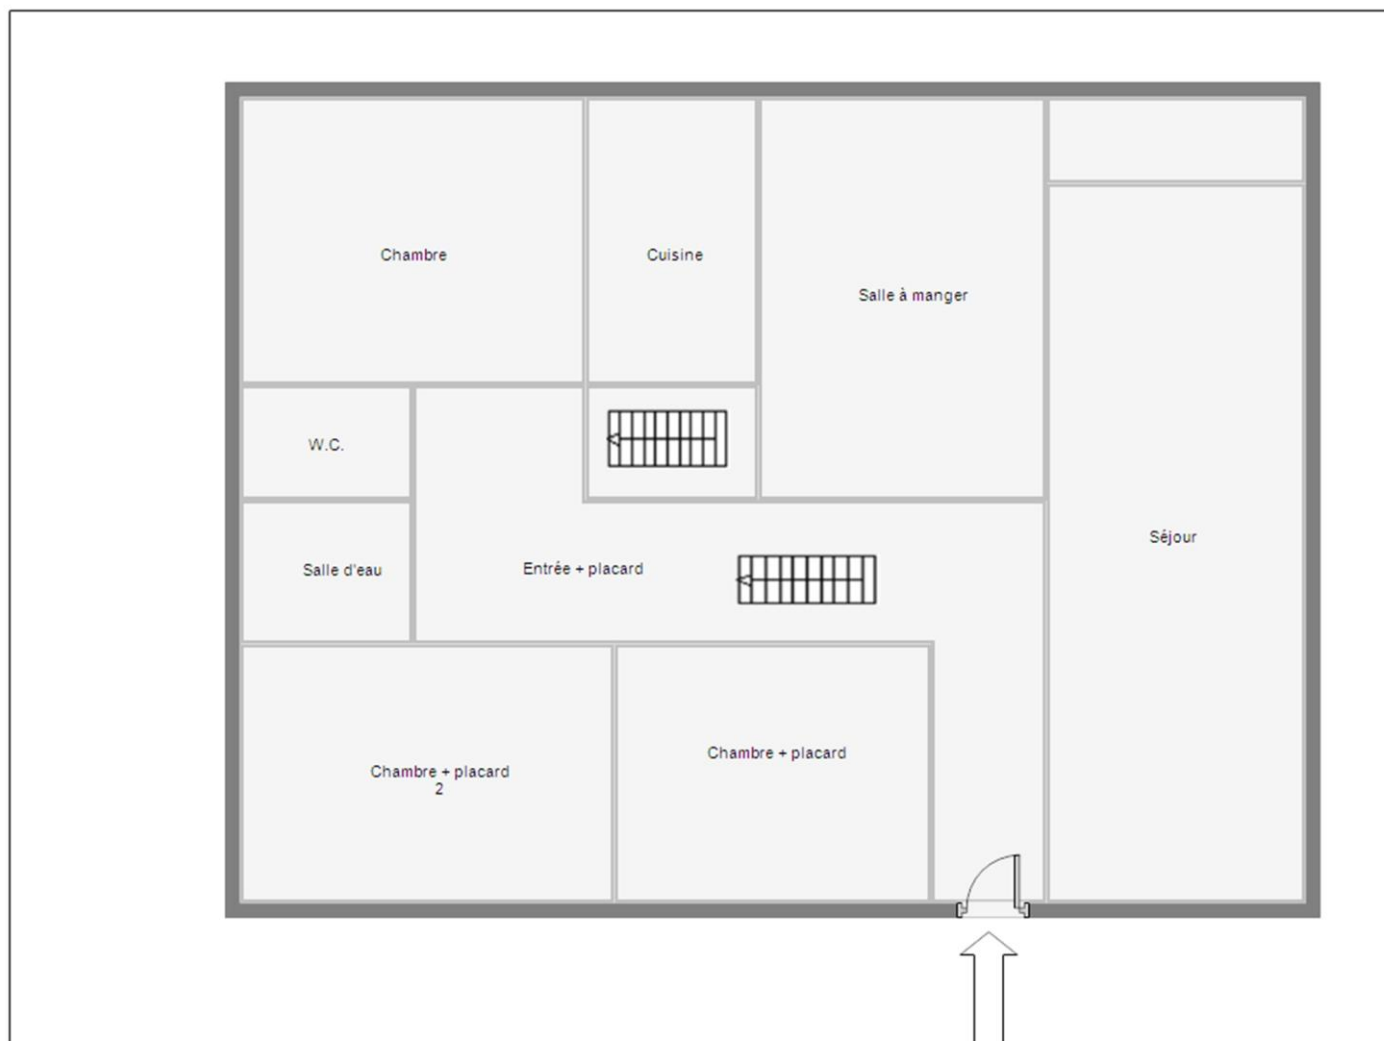 Chambre
Cuisine
Salle à manger
W.C.
Séjour
Salle d'eau
Entrée + placard
Chambre + placard
Chambre + placard
2